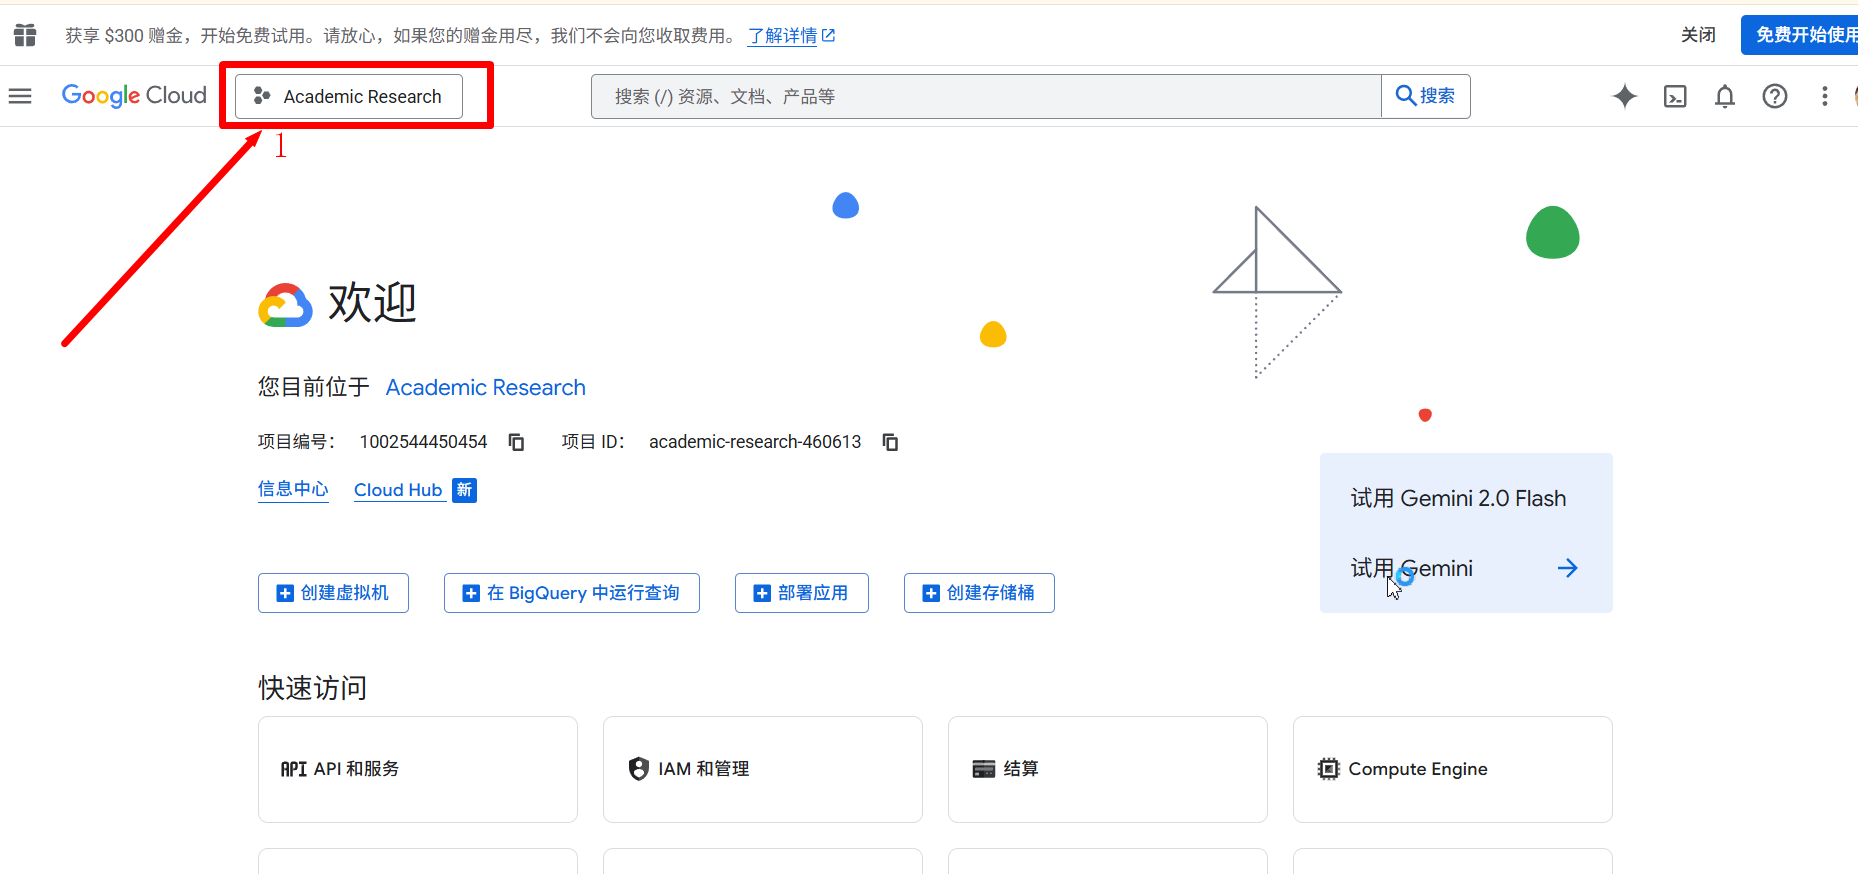 获享 $300 赠金，开始免费试用。请放心，如果您的赠金用尽，我们不会向您收取费用。 了解详情
关闭
免费开始使用
Google Cloud
Academic Research
搜索 (/) 资源、文档、产品等
搜索
1
欢迎
您目前位于 Academic Research
项目编号： 1002544450454 项目 ID： academic-research-460613
信息中心 Cloud Hub 新
试用 Gemini 2.0 Flash
试用 Gemini
创建虚拟机
在 BigQuery 中运行查询
部署应用
创建存储桶
快速访问
API API 和服务
IAM 和管理
结算
Compute Engine